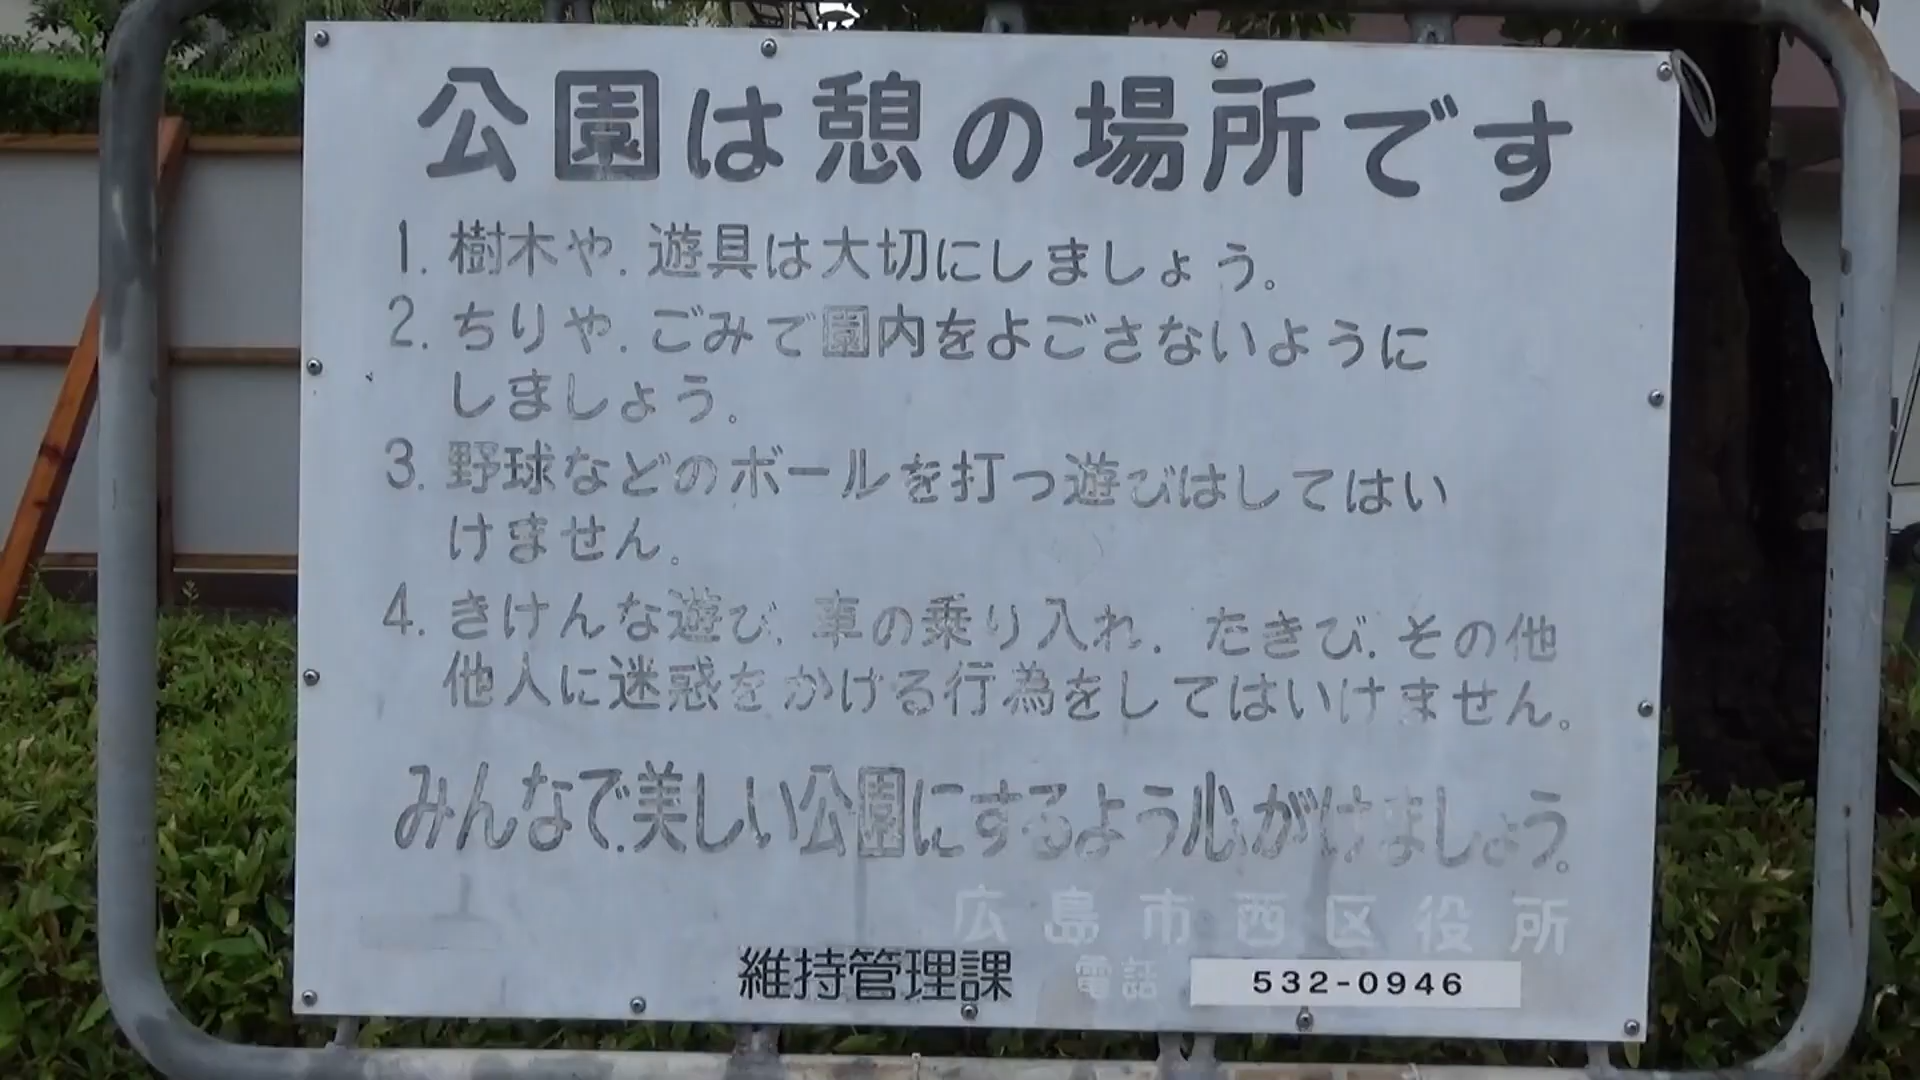 公園は憩の場所です
1. 樹木や、遊具は大切にしましょう。
2. ちりや、ごみで園内をよごさないように
しましょう。
3. 野球などのボールを打つ遊びはしてはい
けません。
4. きけんな遊び、車の乗り入れ、たきび、その他
他人に迷惑をかける行為をしてはいけません。
みんなで、美しい公園にするよう心がけましょう。
広島市西区役所
維持管理課 電話 532-0946